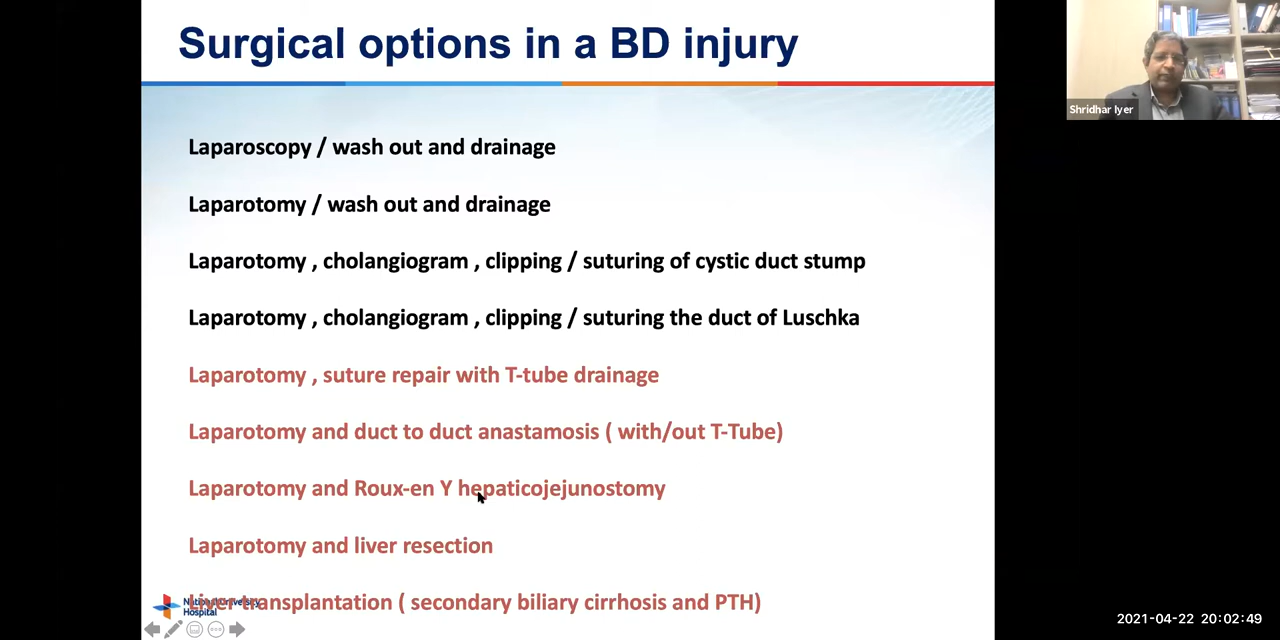 Surgical options in a BD injury
Shridhar Iyer
Laparoscopy / wash out and drainage
Laparotomy / wash out and drainage
Laparotomy , cholangiogram , clipping / suturing of cystic duct stump
Laparotomy , cholangiogram , clipping / suturing the duct of Luschka
Laparotomy , suture repair with T-tube drainage
Laparotomy and duct to duct anastamosis ( with/out T-Tube)
Laparotomy and Roux-en Y hepaticojejunostomy
Laparotomy and liver resection
Liver transplantation ( secondary biliary cirrhosis and PTH)
National University
Hospital
2021-04-22 20:02:49